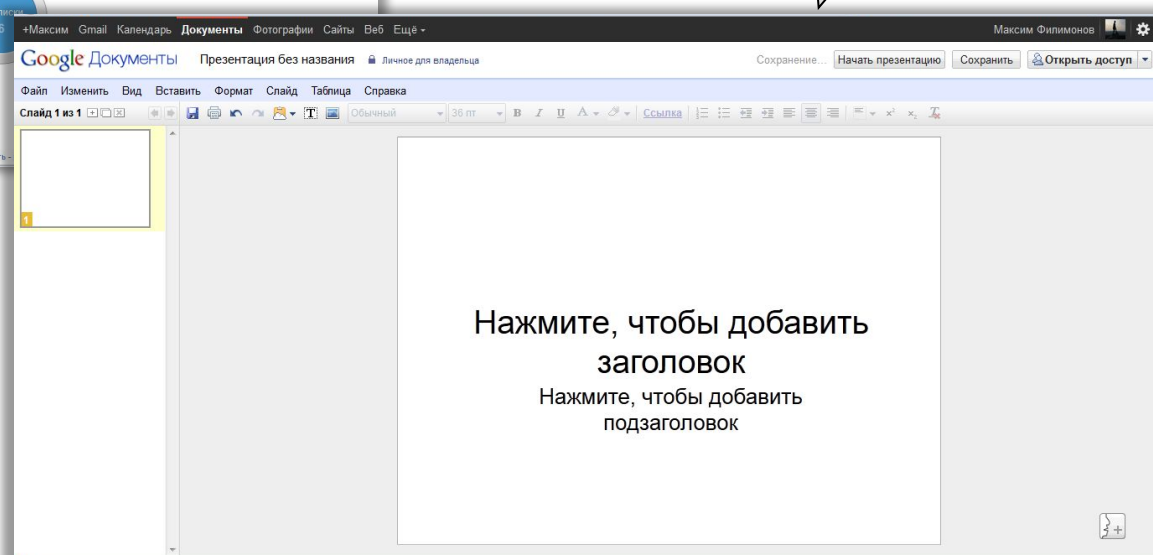 +Максим Gmail Календарь Документы Фотографии Сайты Веб Ещё Максим Филимонов
Google Документы Презентация без названия Личное для владельца Сохранение... Начать презентацию Сохранить Открыть доступ
Файл Изменить Вид Вставить Формат Слайд Таблица Справка
Слайд 1 из 1 T Обычный 36 пт B I U A Ссылка x² x₂ T
1
Нажмите, чтобы добавить
заголовок
Нажмите, чтобы добавить
подзаголовок